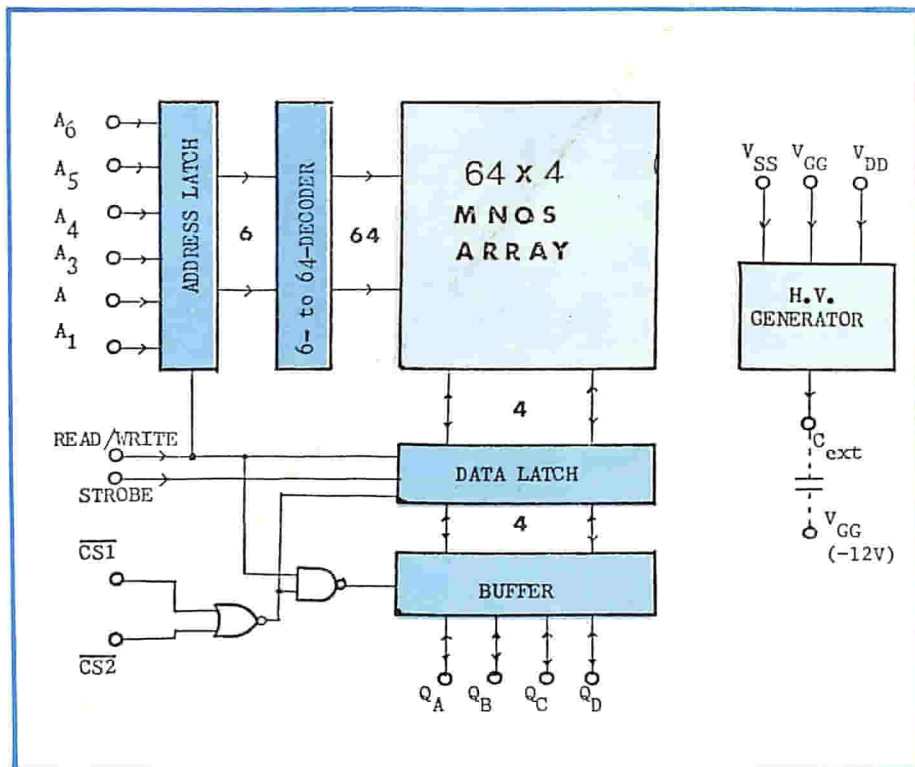 A6
A5
A4
A3
A
A1
ADDRESS LATCH
6
6- to 64-DECODER
64
64 x 4
MNOS
ARRAY
VSS VGG VDD
H.V.
GENERATOR
Cext
VGG
(-12V)
READ/WRITE
STROBE
4
DATA LATCH
4
CS1
CS2
BUFFER
QA QB QC QD